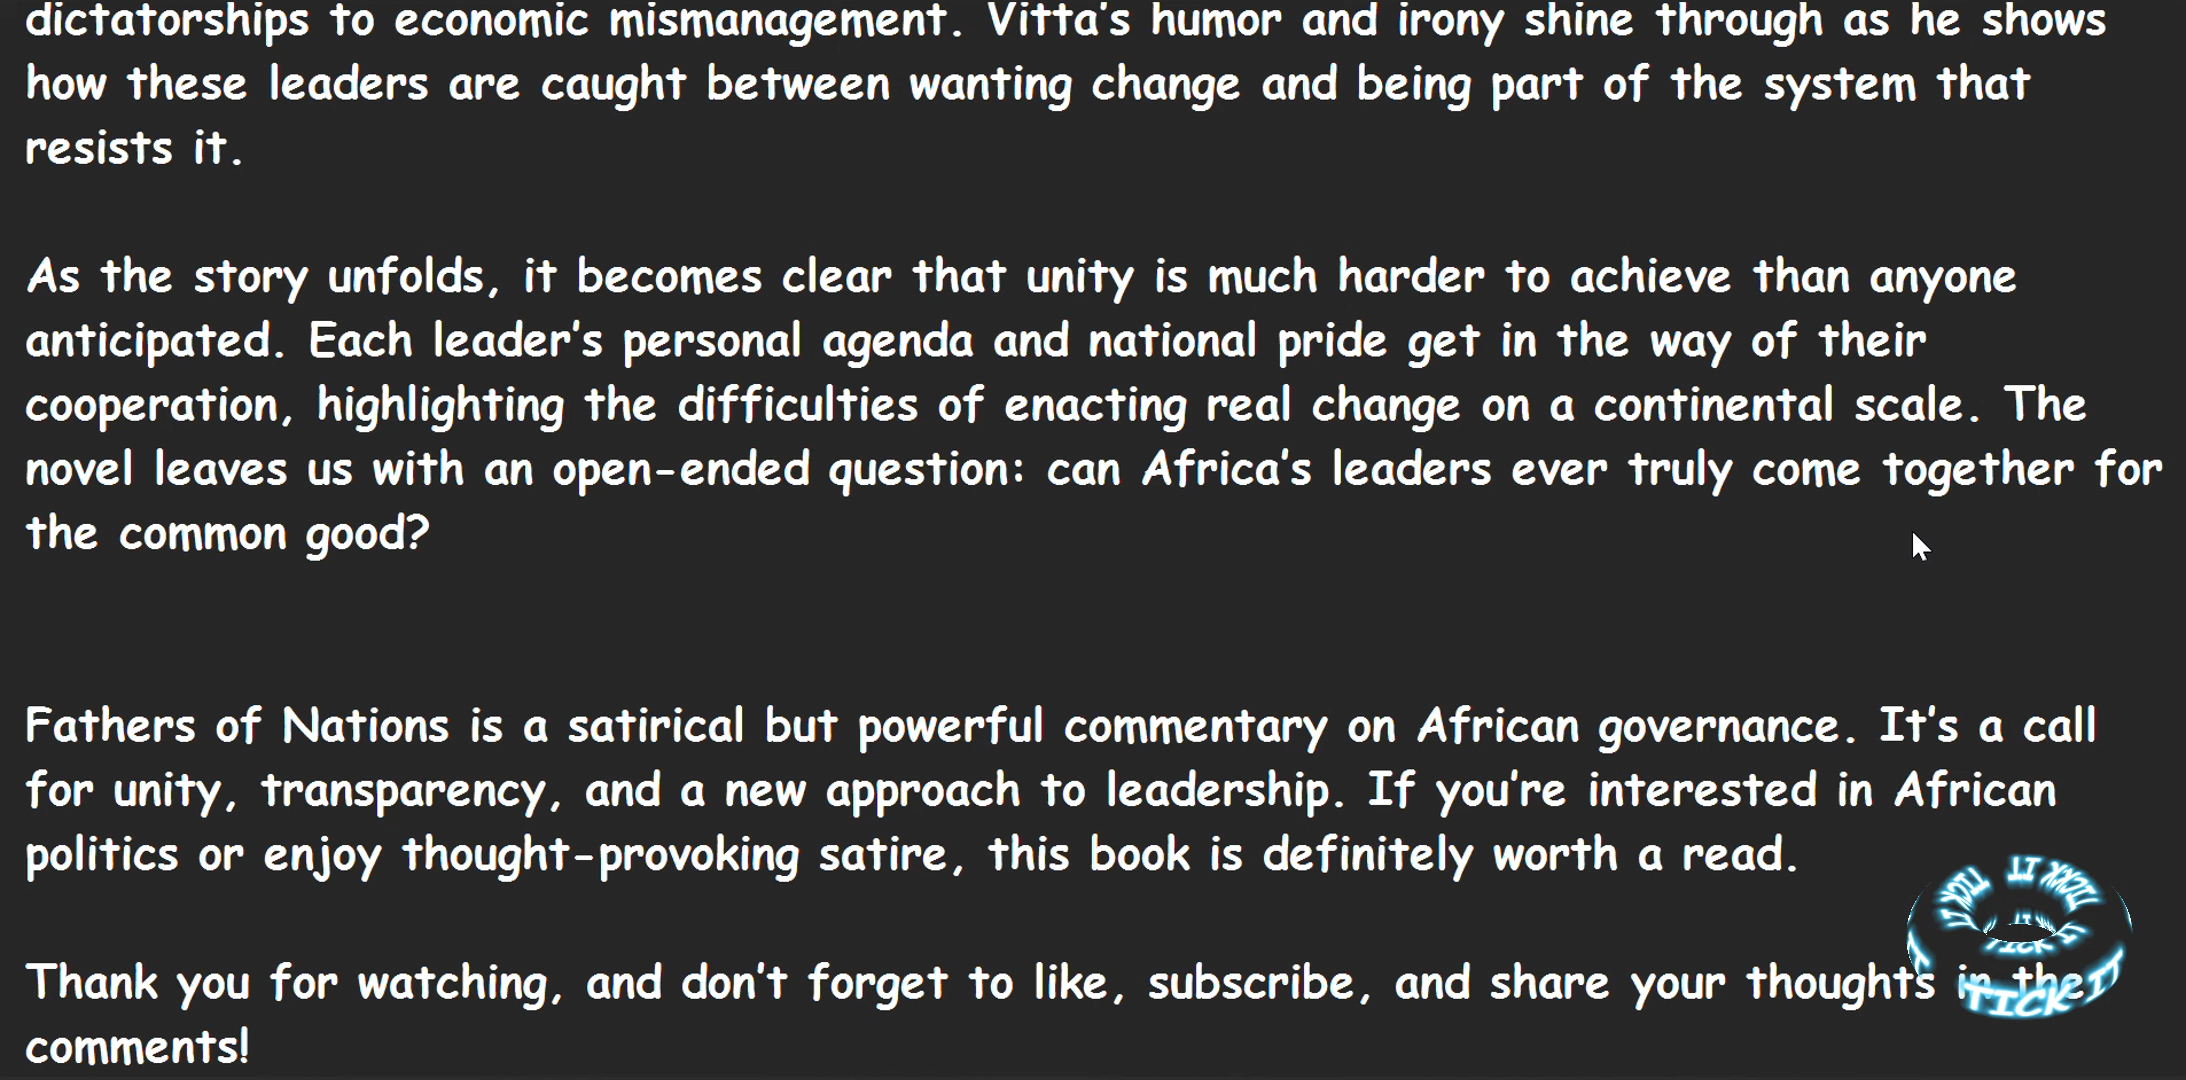 dictatorships to economic mismanagement. Vitta's humor and irony shine through as he shows
how these leaders are caught between wanting change and being part of the system that
resists it.
As the story unfolds, it becomes clear that unity is much harder to achieve than anyone
anticipated. Each leader's personal agenda and national pride get in the way of their
cooperation, highlighting the difficulties of enacting real change on a continental scale. The
novel leaves us with an open-ended question: can Africa's leaders ever truly come together for
the common good?
Fathers of Nations is a satirical but powerful commentary on African governance. It's a call
for unity, transparency, and a new approach to leadership. If you're interested in African
politics or enjoy thought-provoking satire, this book is definitely worth a read.
Thank you for watching, and don't forget to like, subscribe, and share your thoughts in the
comments!
TICK IT